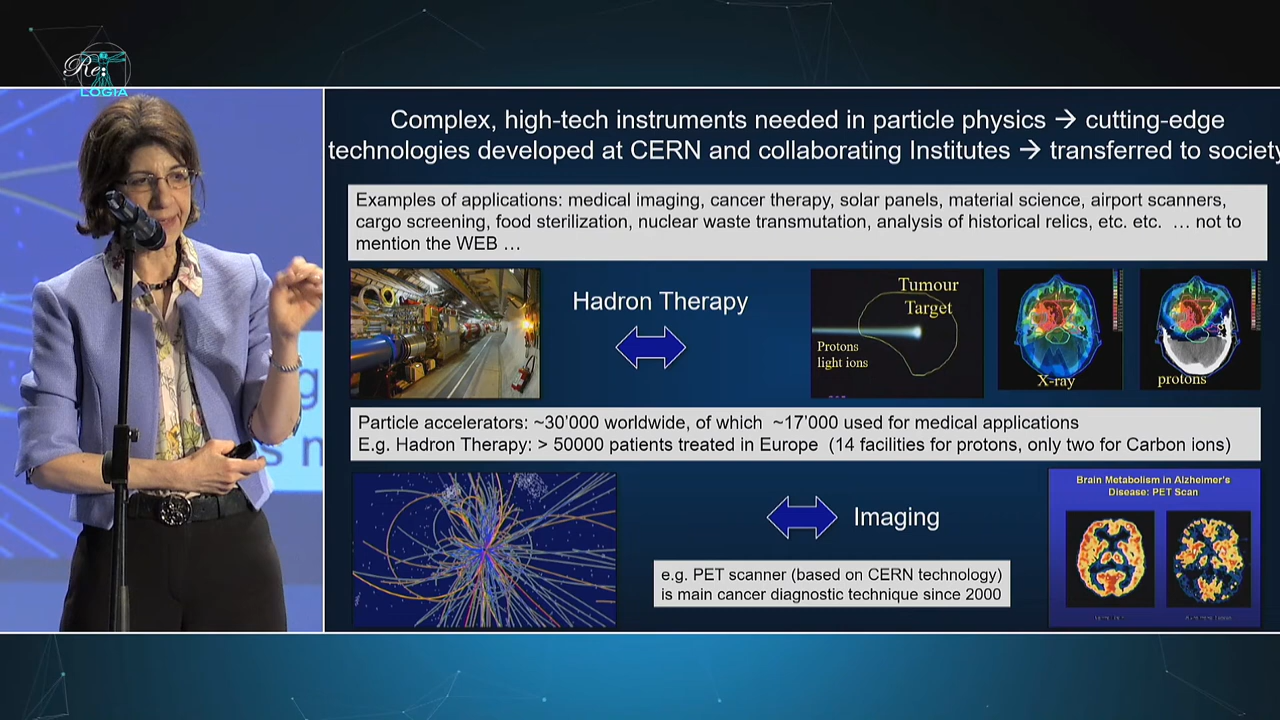 Re:
LOGIA
Complex, high-tech instruments needed in particle physics → cutting-edge
technologies developed at CERN and collaborating Institutes → transferred to society
Examples of applications: medical imaging, cancer therapy, solar panels, material science, airport scanners,
cargo screening, food sterilization, nuclear waste transmutation, analysis of historical relics, etc. etc. … not to
mention the WEB …
Hadron Therapy
Tumour
Target
Protons
light ions
X-ray
protons
Particle accelerators: ~30’000 worldwide, of which ~17’000 used for medical applications
E.g. Hadron Therapy: > 50000 patients treated in Europe (14 facilities for protons, only two for Carbon ions)
Imaging
e.g. PET scanner (based on CERN technology)
is main cancer diagnostic technique since 2000
Brain Metabolism in Alzheimer's
Disease: PET Scan